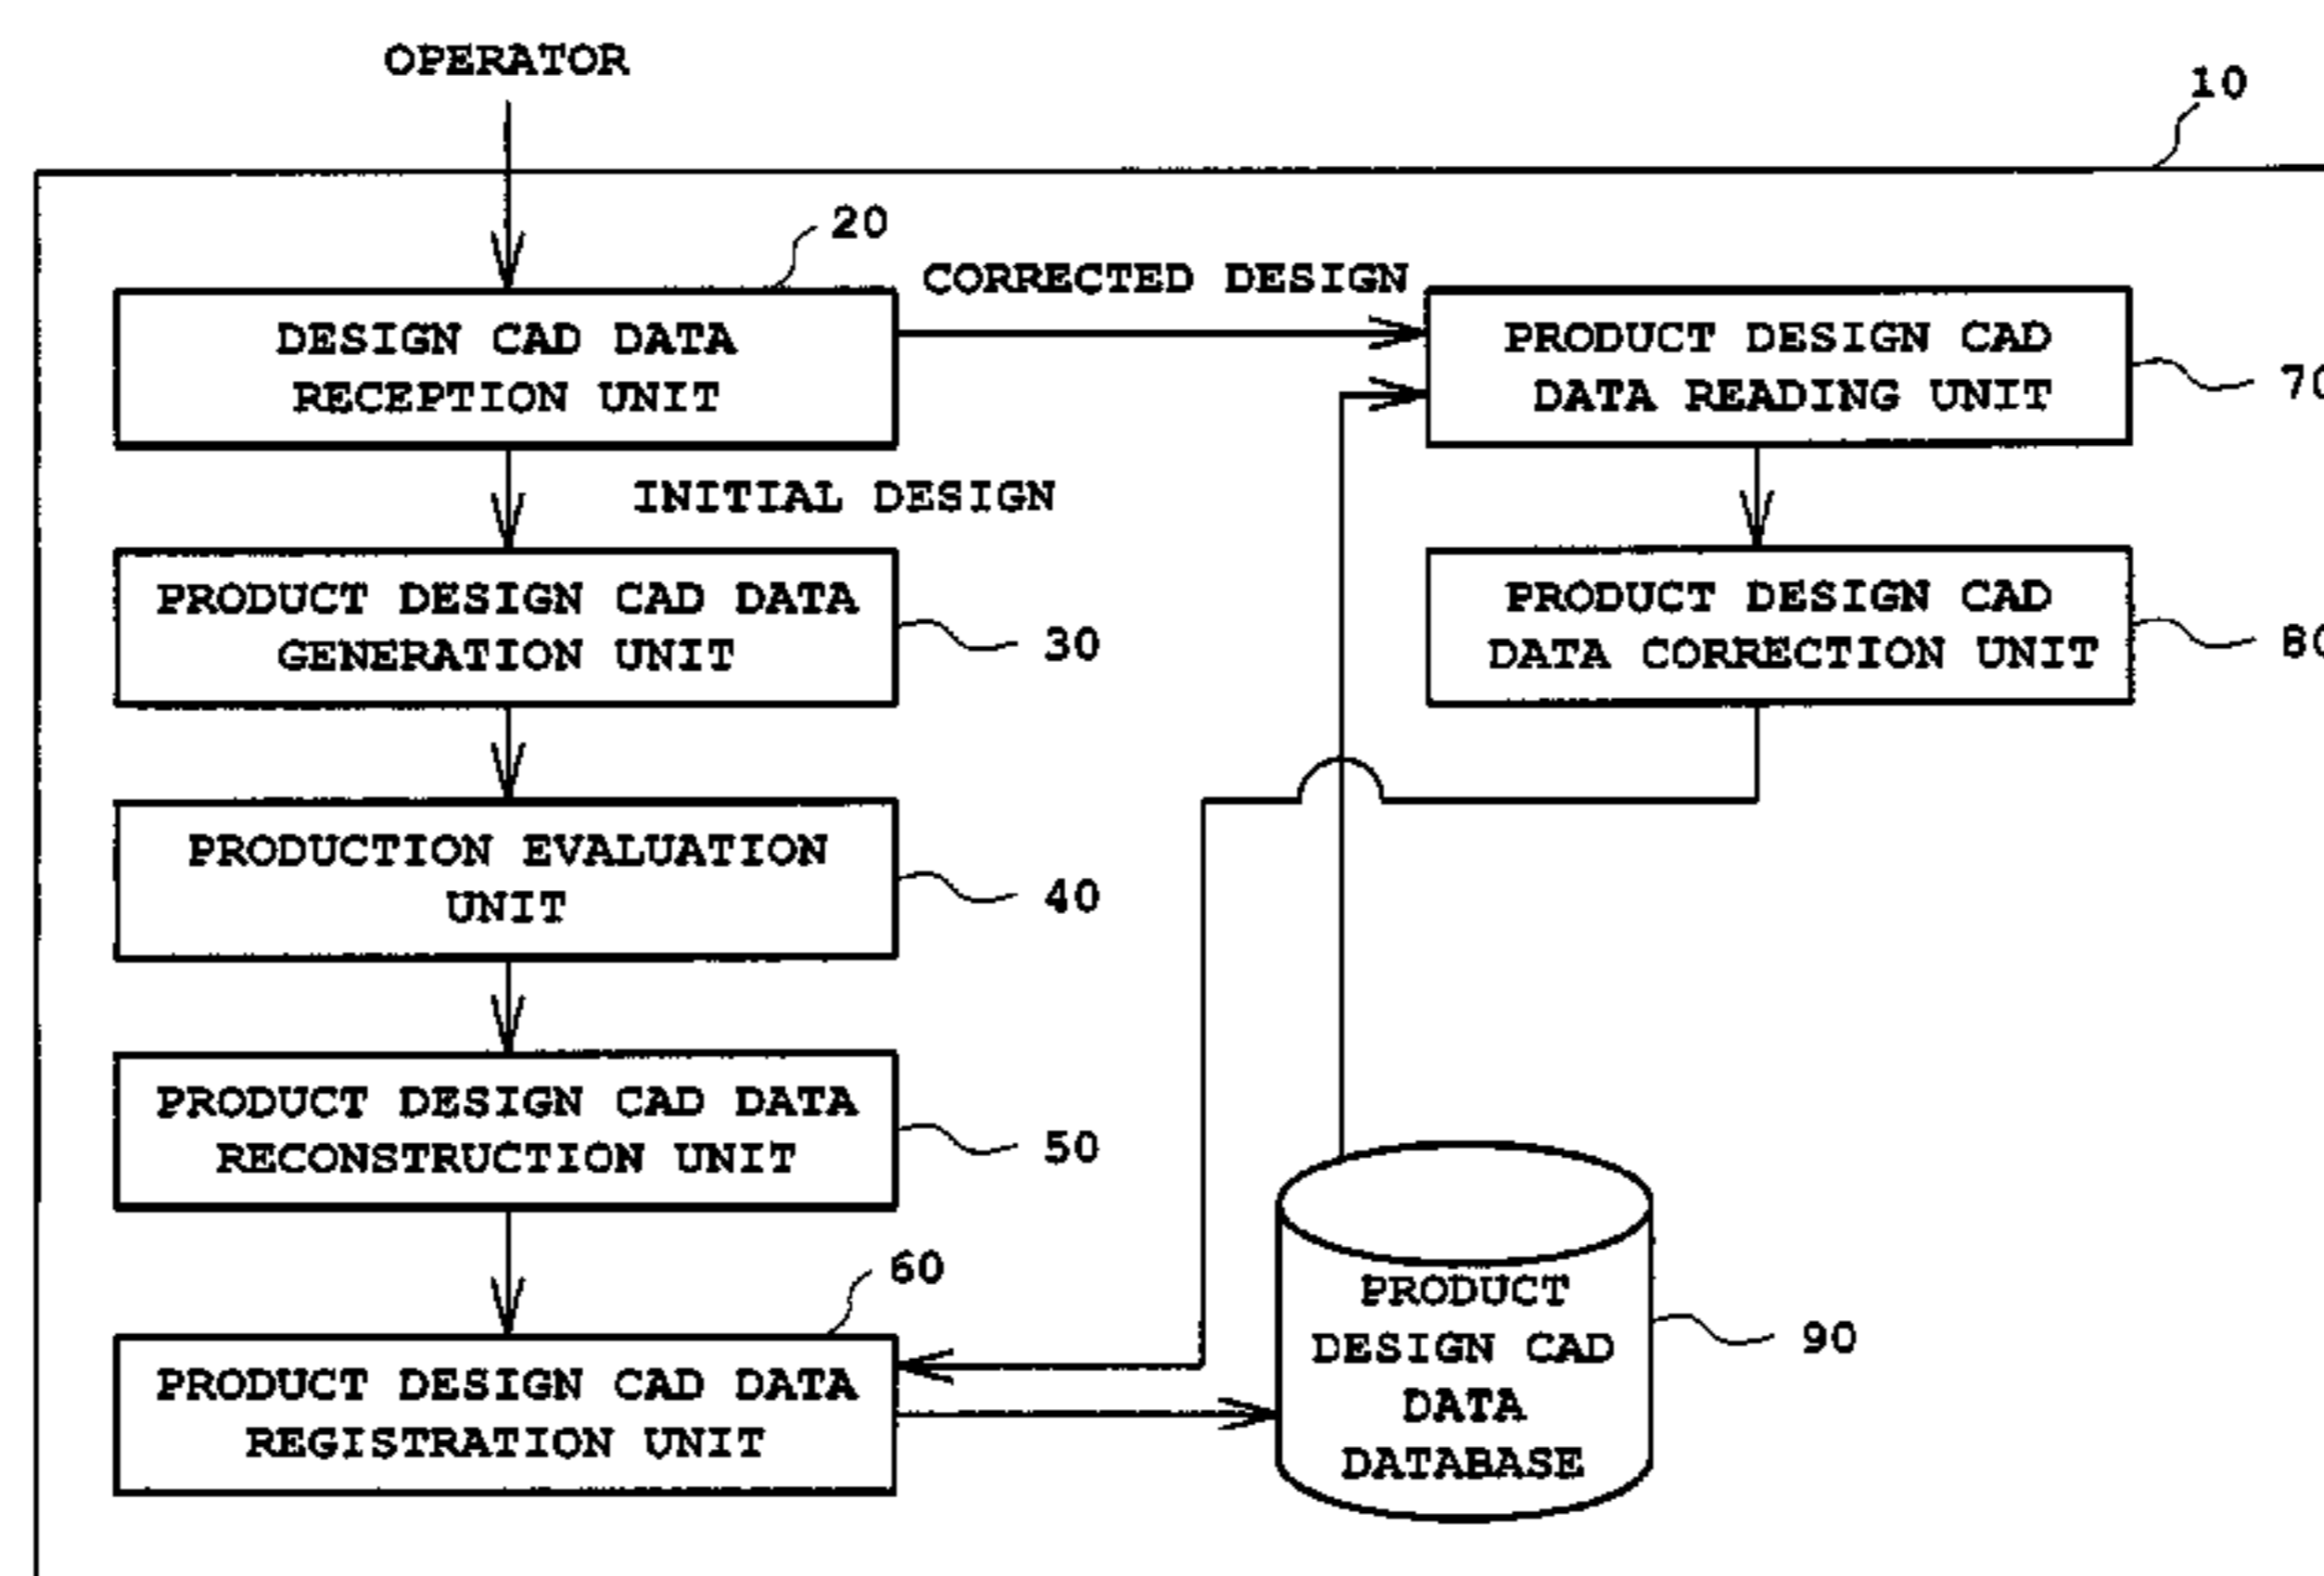 OPERATOR
10
20
CORRECTED DESIGN
DESIGN CAD DATA
RECEPTION UNIT
PRODUCT DESIGN CAD
DATA READING UNIT
70
INITIAL DESIGN
PRODUCT DESIGN CAD DATA
GENERATION UNIT
30
PRODUCT DESIGN CAD
DATA CORRECTION UNIT
80
PRODUCTION EVALUATION
UNIT
40
PRODUCT DESIGN CAD DATA
RECONSTRUCTION UNIT
50
60
PRODUCT DESIGN CAD DATA
REGISTRATION UNIT
PRODUCT
DESIGN CAD
DATA
DATABASE
90